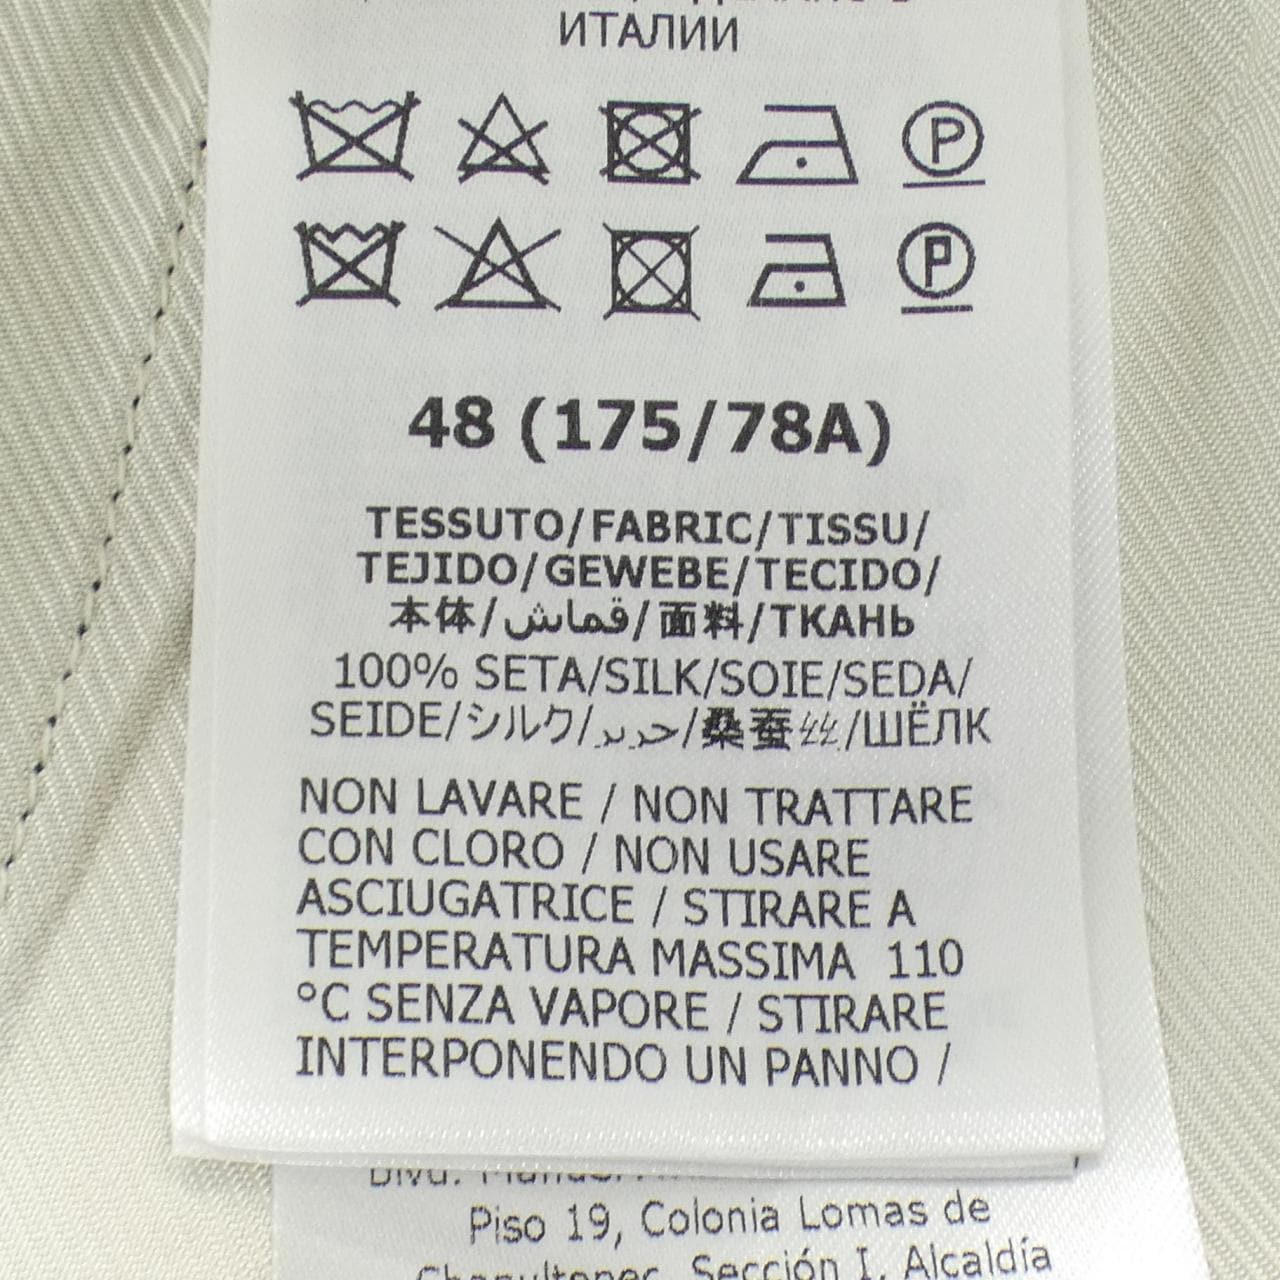 ИТАЛИИ
P
P
48 (175/78A)
TESSUTO/FABRIC/TISSU/
TEJIDO/GEWEBE/TECIDO/
本体/قماش/面料/ТКАНЬ
100% SETA/SILK/SOIE/SEDA/
SEIDE/シルク/حرير/桑蚕丝/ШЁЛК
NON LAVARE / NON TRATTARE
CON CLORO / NON USARE
ASCIUGATRICE / STIRARE A
TEMPERATURA MASSIMA 110
°C SENZA VAPORE / STIRARE
INTERPONENDO UN PANNO /
Piso 19, Colonia Lomas de
Sección I, Alcaldía